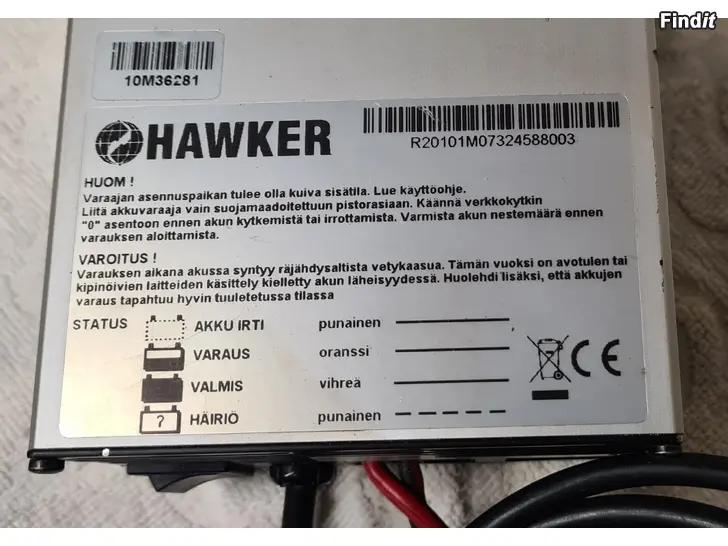 Findit
10M36281
HAWKER
R20101M07324588003
HUOM !
Varaajan asennuspaikan tulee olla kuiva sisätila. Lue käyttöohje.
Liitä akkuvaraaja vain suojamaadoitettuun pistorasiaan. Käännä verkkokytkin
"0" asentoon ennen akun kytkemistä tai irrottamista. Varmista akun nestemäärä ennen
varauksen aloittamista.
VAROITUS !
Varauksen aikana akussa syntyy räjähdysaltista vetykaasua. Tämän vuoksi on avotulen tai
kipinöivien laitteiden käsittely kielletty akun läheisyydessä. Huolehdi lisäksi, että akkujen
varaus tapahtuu hyvin tuuletetussa tilassa
STATUS AKKU IRTI punainen
VARAUS oranssi
VALMIS vihreä
? HÄIRIÖ punainen
CE